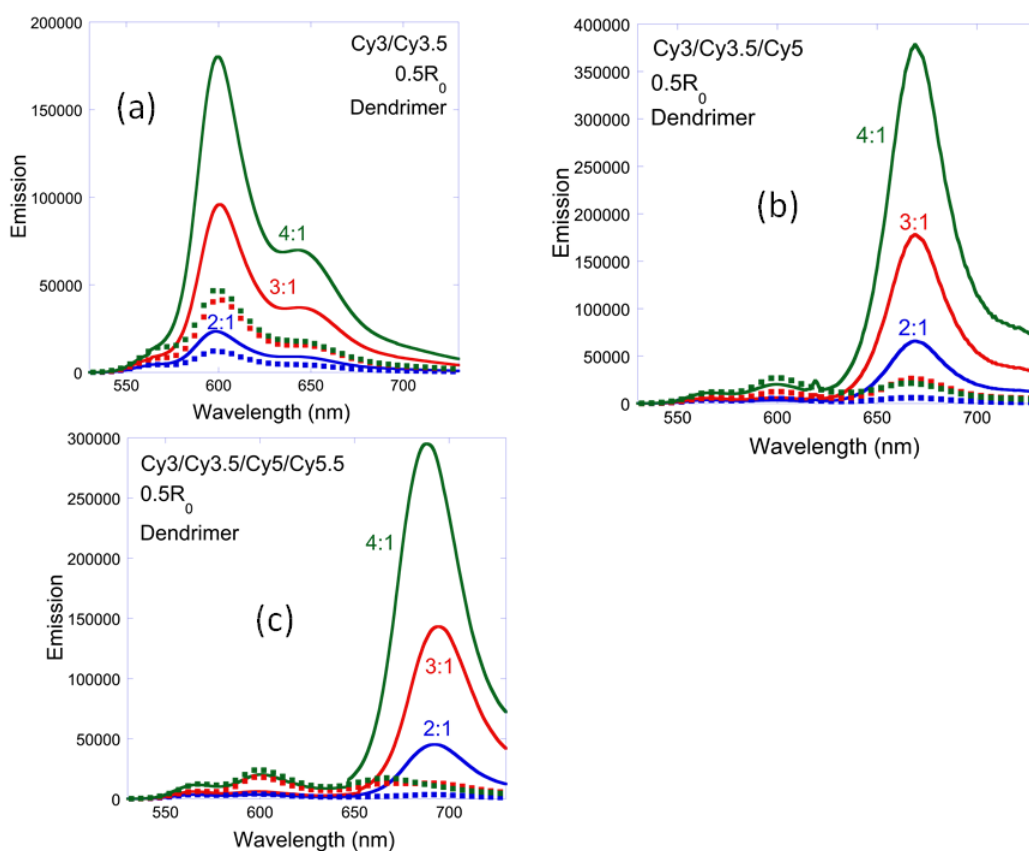 200000
150000
100000
50000
0
Emission
Cy3/Cy3.5
0.5R0
Dendrimer
(a)
4:1
3:1
2:1
550 600 650 700
Wavelength (nm)
400000
350000
300000
250000
200000
150000
100000
50000
0
Emission
Cy3/Cy3.5/Cy5
0.5R0
Dendrimer
4:1
(b)
3:1
2:1
550 600 650 700
Wavelength (nm)
300000
250000
200000
150000
100000
50000
0
Emission
Cy3/Cy3.5/Cy5/Cy5.5
0.5R0
Dendrimer
4:1
(c)
3:1
2:1
550 600 650 700
Wavelength (nm)